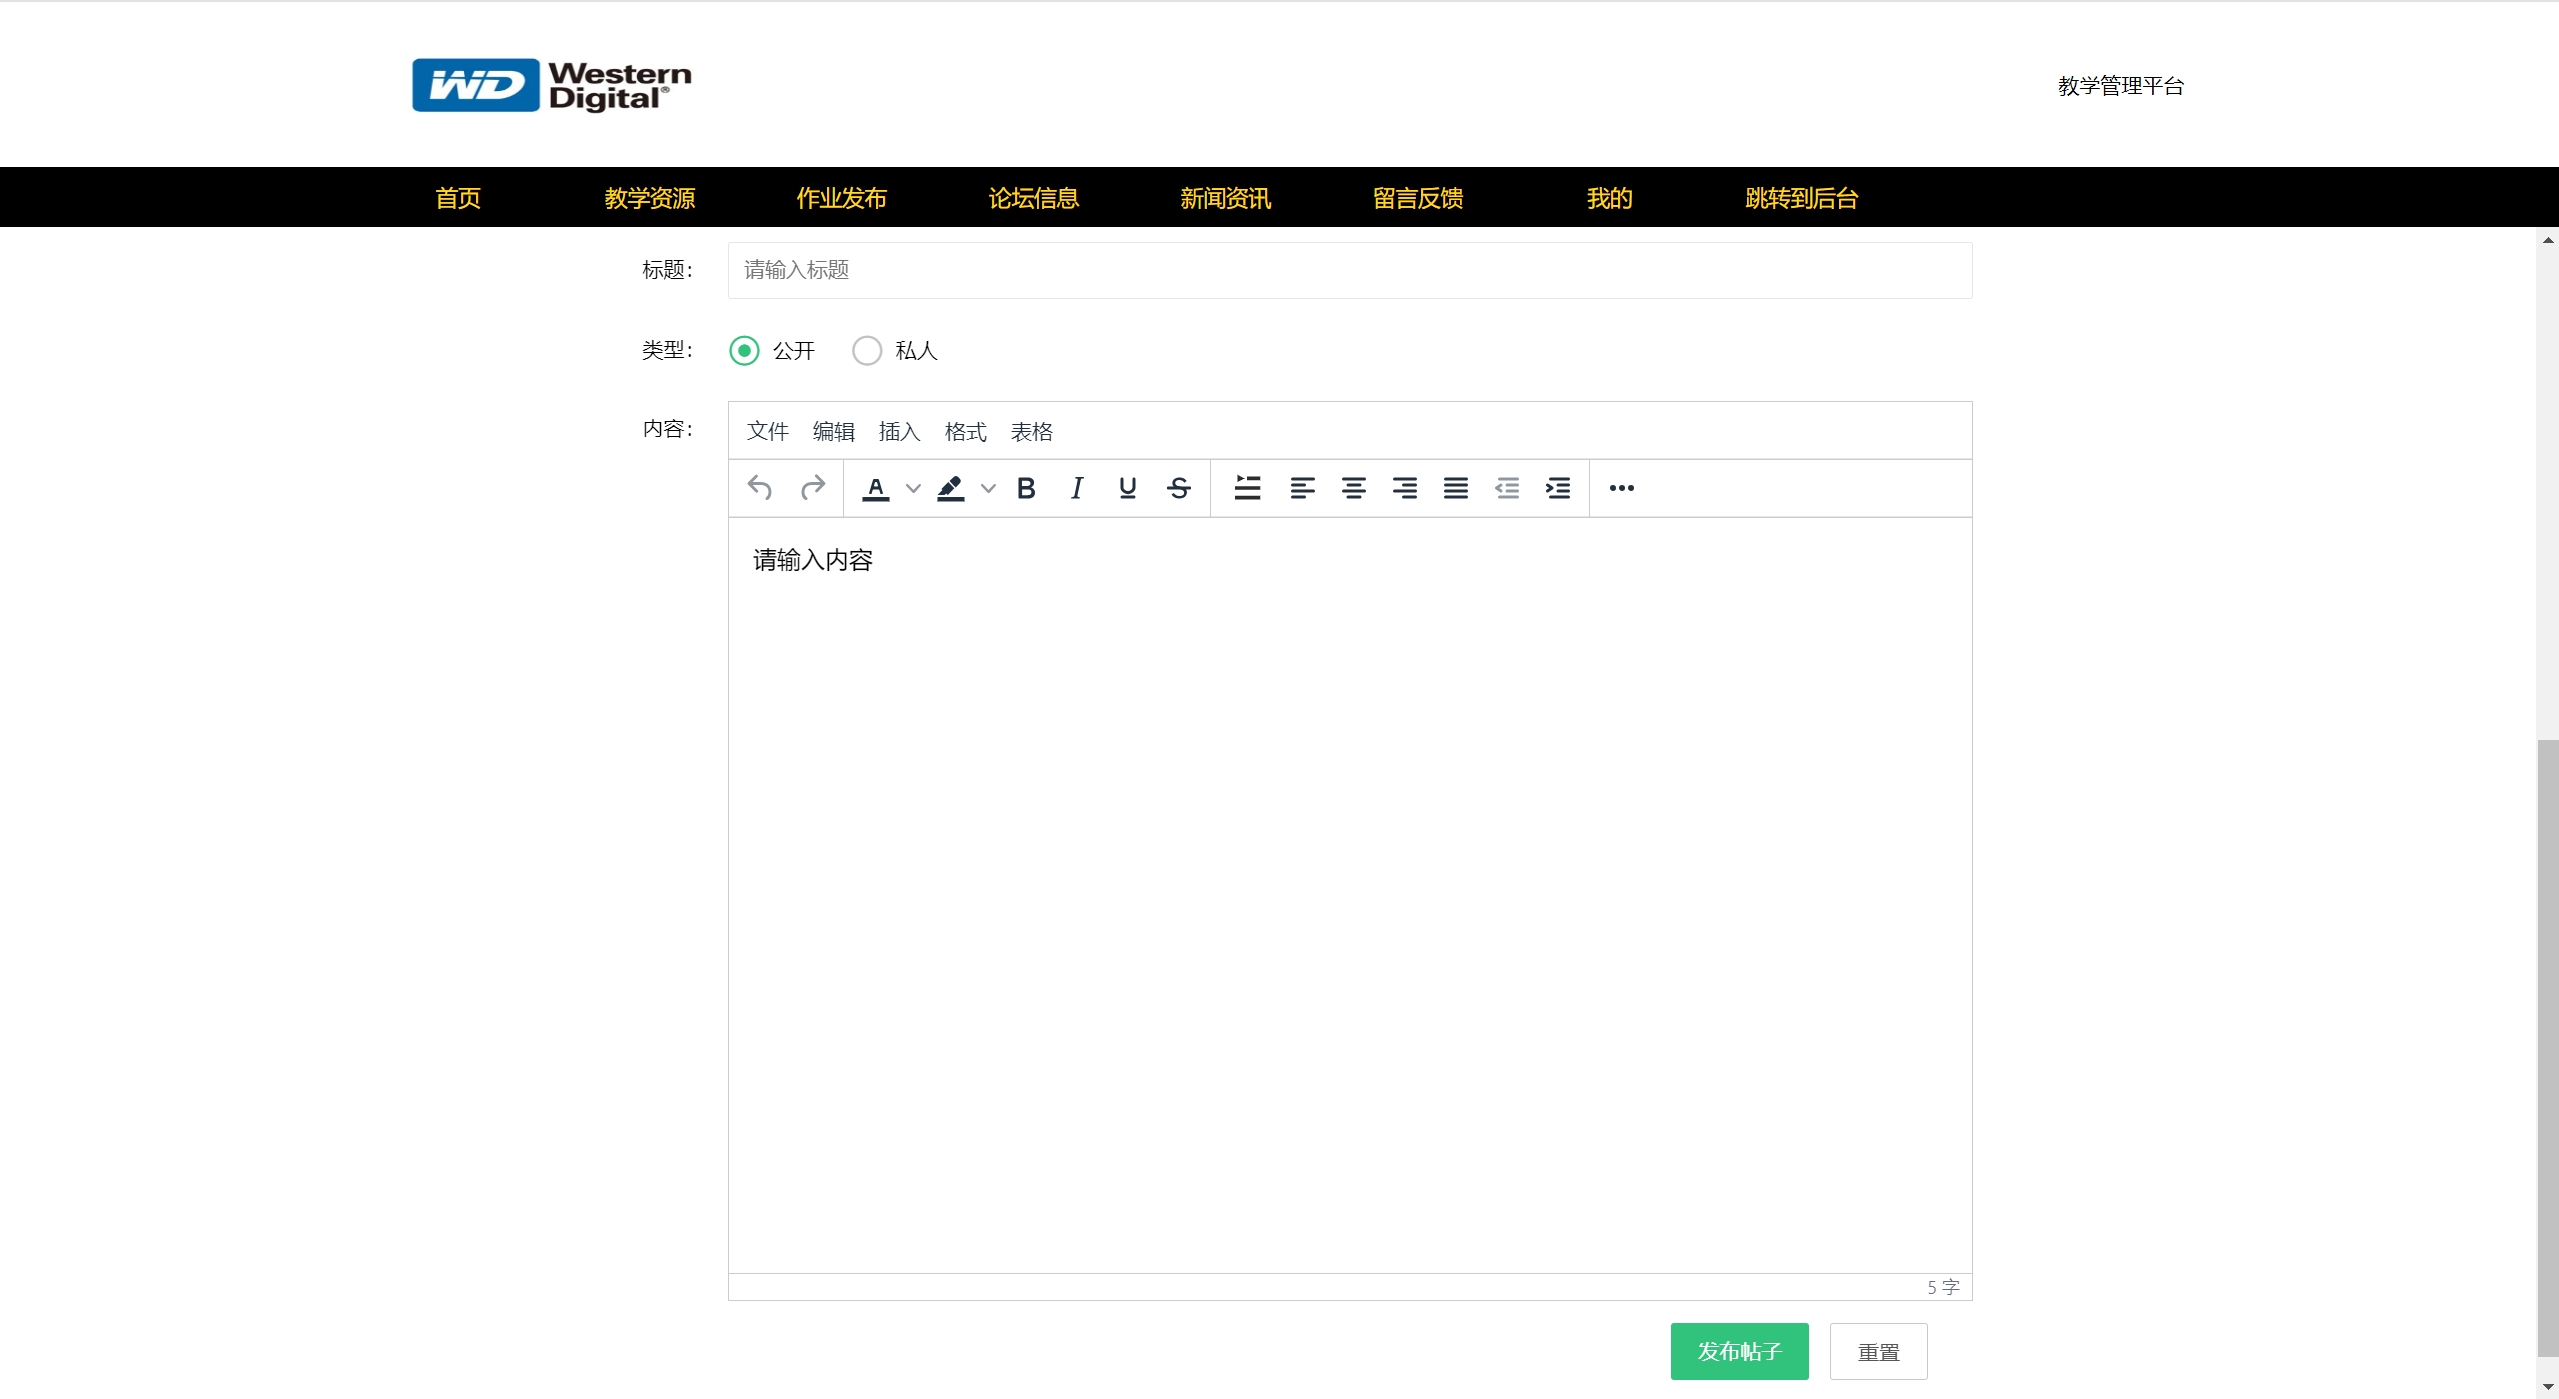 WD Western
Digital®
教学管理平台
首页 教学资源 作业发布 论坛信息 新闻资讯 留言反馈 我的 跳转到后台
标题: 请输入标题
类型: 公开 私人
内容: 文件 编辑 插入 格式 表格
A B I U S
请输入内容
5 字
发布帖子 重置